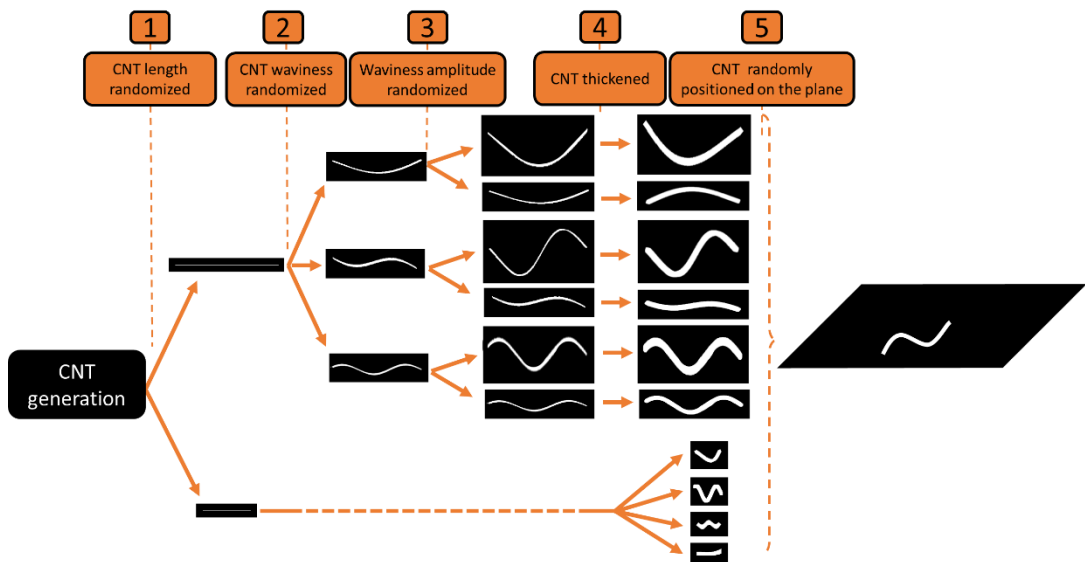 1
2
3
4
5
CNT length
randomized
CNT waviness
randomized
Waviness amplitude
randomized
CNT thickened
CNT randomly
positioned on the plane
CNT
generation